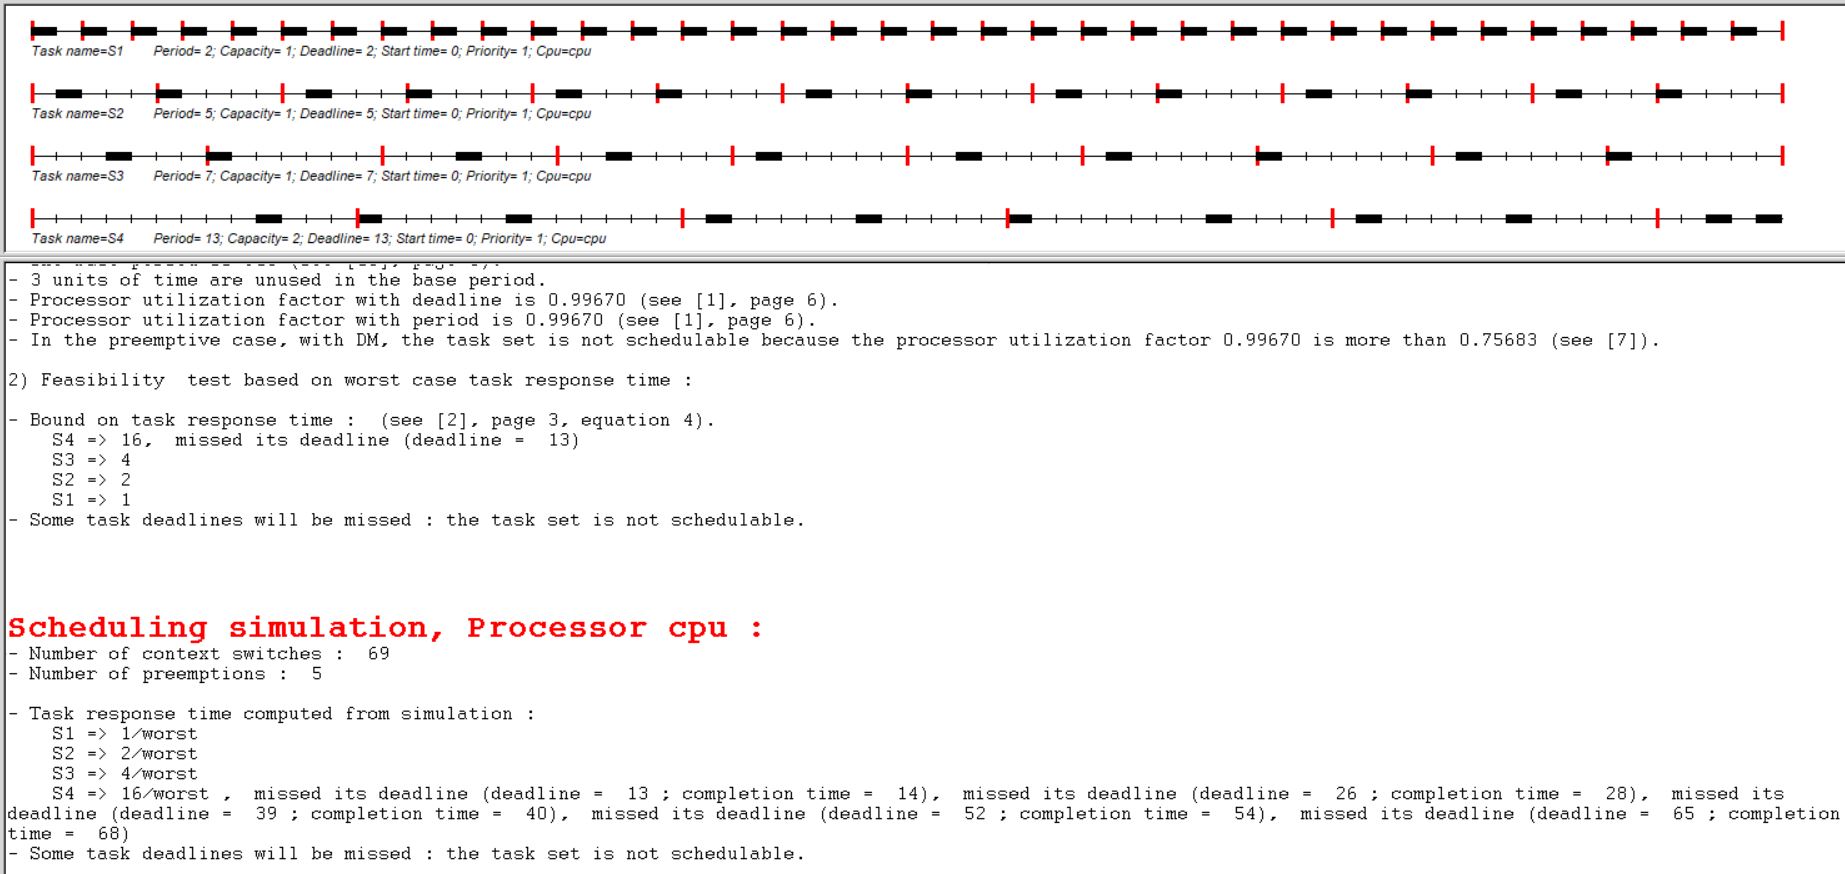 Task name=S1 Period= 2; Capacity= 1; Deadline= 2; Start time= 0; Priority= 1; Cpu=cpu
Task name=S2 Period= 5; Capacity= 1; Deadline= 5; Start time= 0; Priority= 1; Cpu=cpu
Task name=S3 Period= 7; Capacity= 1; Deadline= 7; Start time= 0; Priority= 1; Cpu=cpu
Task name=S4 Period= 13; Capacity= 2; Deadline= 13; Start time= 0; Priority= 1; Cpu=cpu
- 3 units of time are unused in the base period.
- Processor utilization factor with deadline is 0.99670 (see [1], page 6).
- Processor utilization factor with period is 0.99670 (see [1], page 6).
- In the preemptive case, with DM, the task set is not schedulable because the processor utilization factor 0.99670 is more than 0.75683 (see [7]).
2) Feasibility test based on worst case task response time :
- Bound on task response time : (see [2], page 3, equation 4).
S4 => 16, missed its deadline (deadline = 13)
S3 => 4
S2 => 2
S1 => 1
- Some task deadlines will be missed : the task set is not schedulable.
Scheduling simulation, Processor cpu :
- Number of context switches : 69
- Number of preemptions : 5
- Task response time computed from simulation :
S1 => 1/worst
S2 => 2/worst
S3 => 4/worst
S4 => 16/worst , missed its deadline (deadline = 13 ; completion time = 14), missed its deadline (deadline = 26 ; completion time = 28), missed its
deadline (deadline = 39 ; completion time = 40), missed its deadline (deadline = 52 ; completion time = 54), missed its deadline (deadline = 65 ; completion
time = 68)
- Some task deadlines will be missed : the task set is not schedulable.